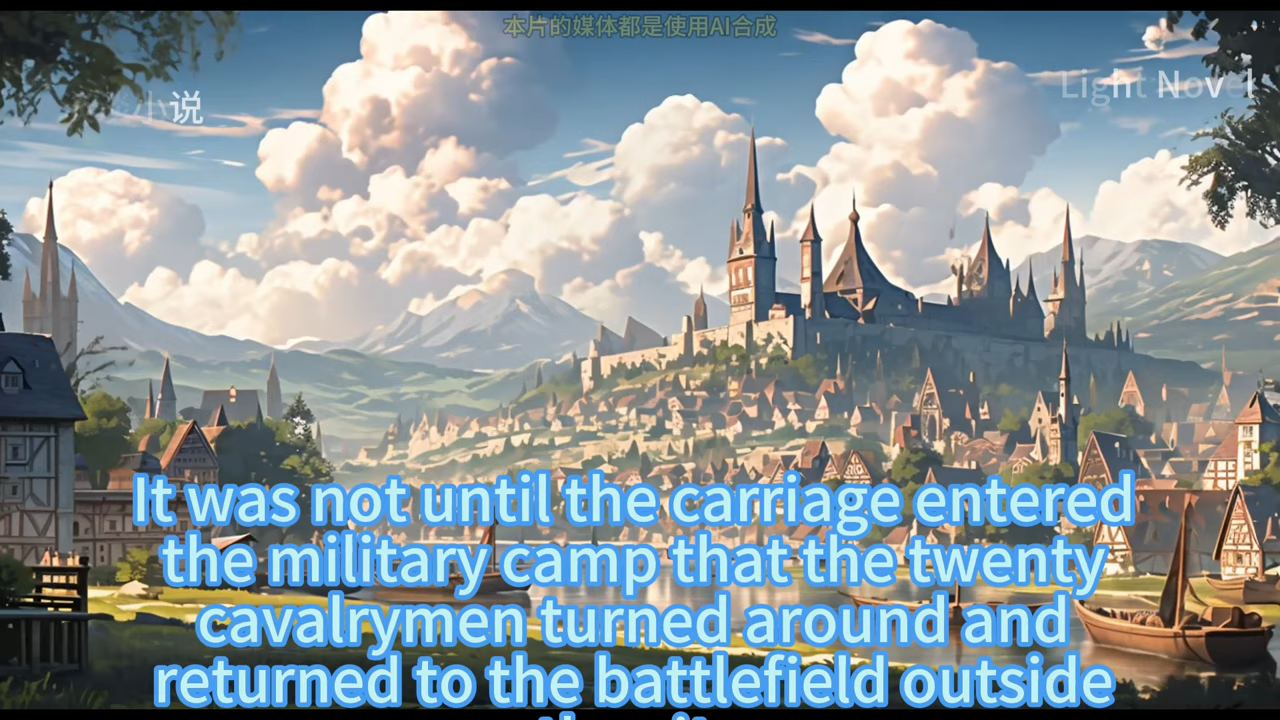 本片的媒体都是使用AI合成
Light Novel
小说
It was not until the carriage entered
the military camp that the twenty
cavalrymen turned around and
returned to the battlefield outside